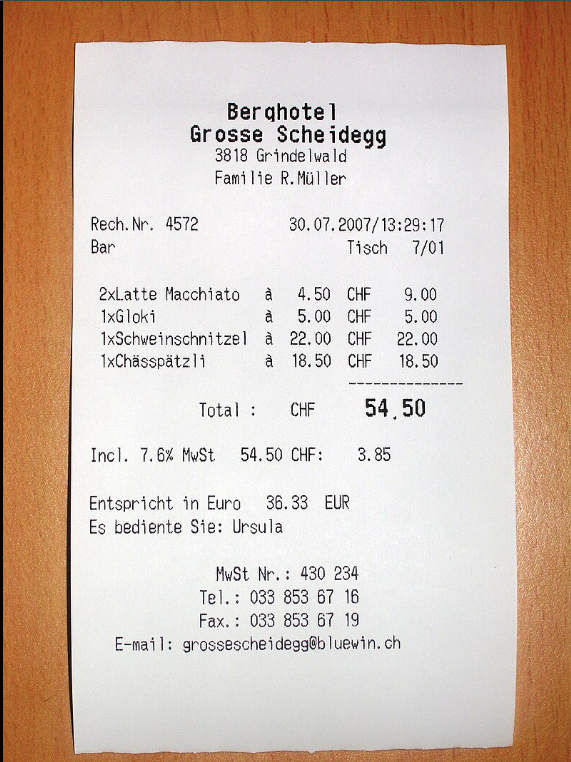 Berghotel
Grosse Scheidegg
3818 Grindelwald
Familie R.Müller
Rech.Nr. 4572 30.07.2007/13:29:17
Bar Tisch 7/01
2xLatte Macchiato à 4.50 CHF 9.00
1xGloki à 5.00 CHF 5.00
1xSchweinschnitzel à 22.00 CHF 22.00
1xChässpätzli à 18.50 CHF 18.50
--------------
Total : CHF 54.50
Incl. 7.6% MwSt 54.50 CHF: 3.85
Entspricht in Euro 36.33 EUR
Es bediente Sie: Ursula
MwSt Nr.: 430 234
Tel.: 033 853 67 16
Fax.: 033 853 67 19
E-mail: grossescheidegg@bluewin.ch